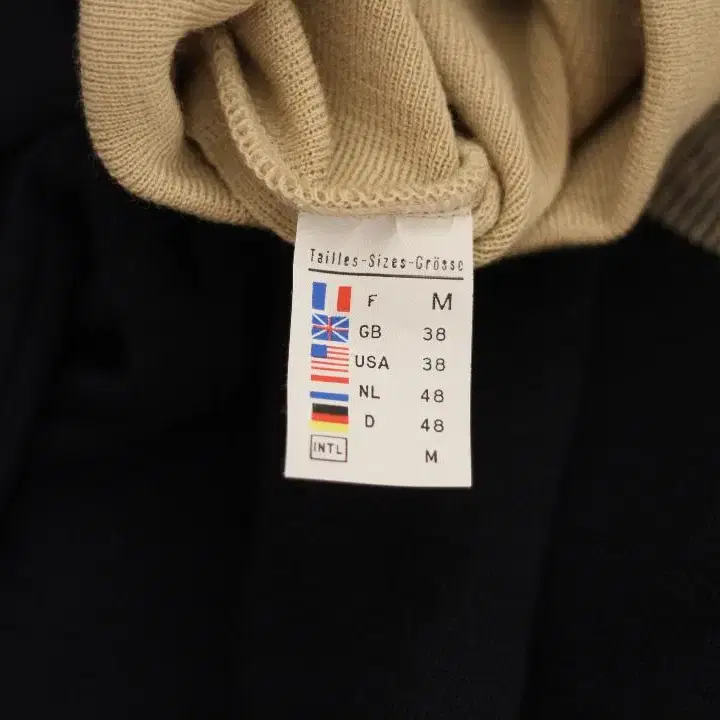 Tailles-Sizes-Grösse
F M
GB 38
USA 38
NL 48
D 48
INTL M